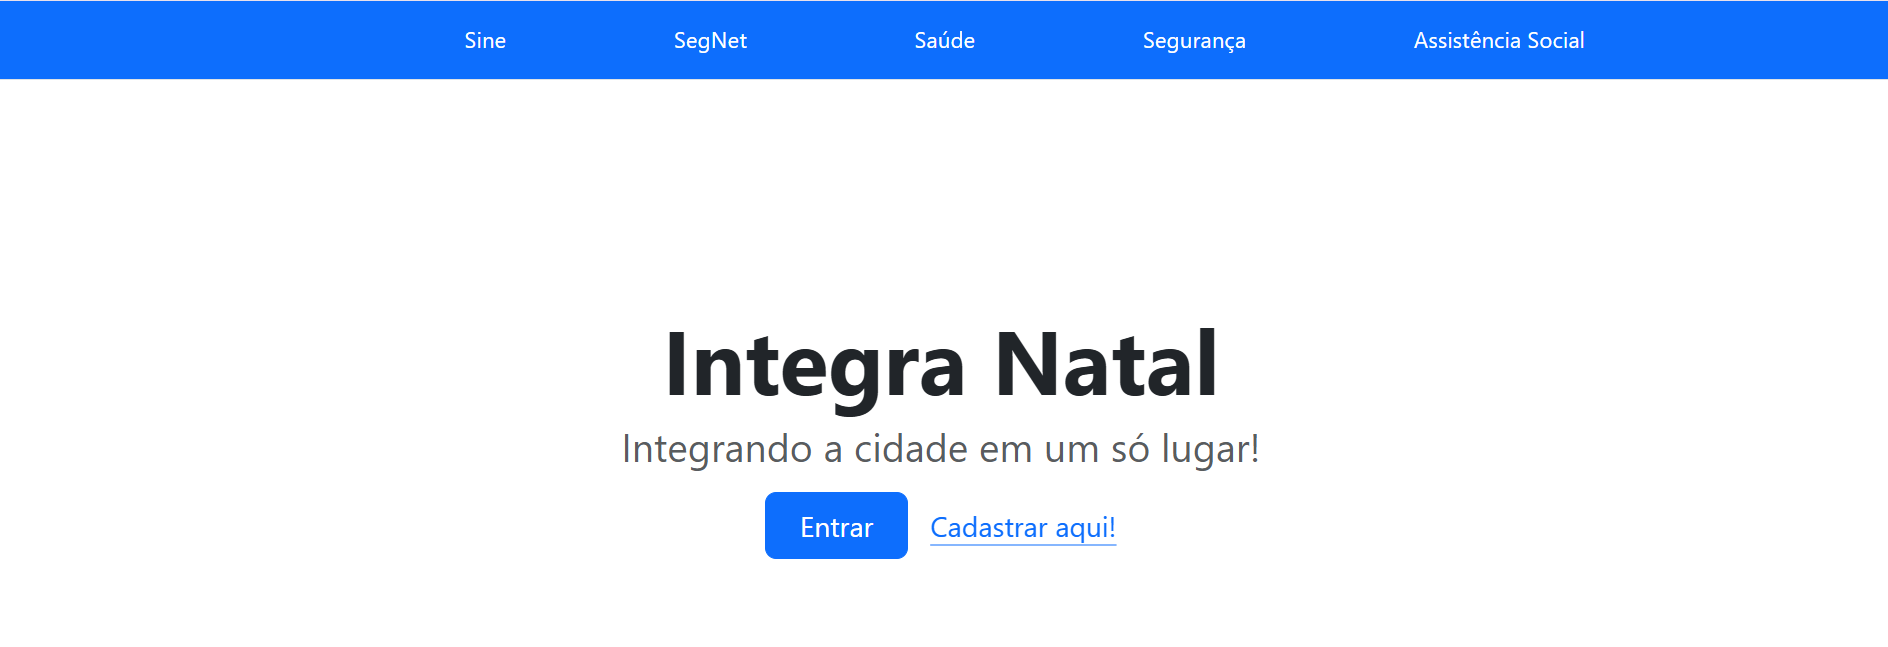 Sine SegNet Saúde Segurança Assistência Social
Integra Natal
Integrando a cidade em um só lugar!
Entrar Cadastrar aqui!